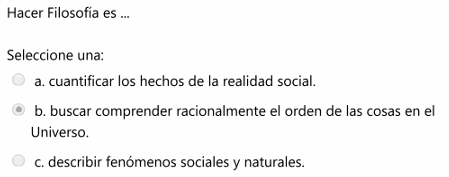 Hacer Filosofía es ...
Seleccione una:
a. cuantificar los hechos de la realidad social.
b. buscar comprender racionalmente el orden de las cosas en el
Universo.
c. describir fenómenos sociales y naturales.